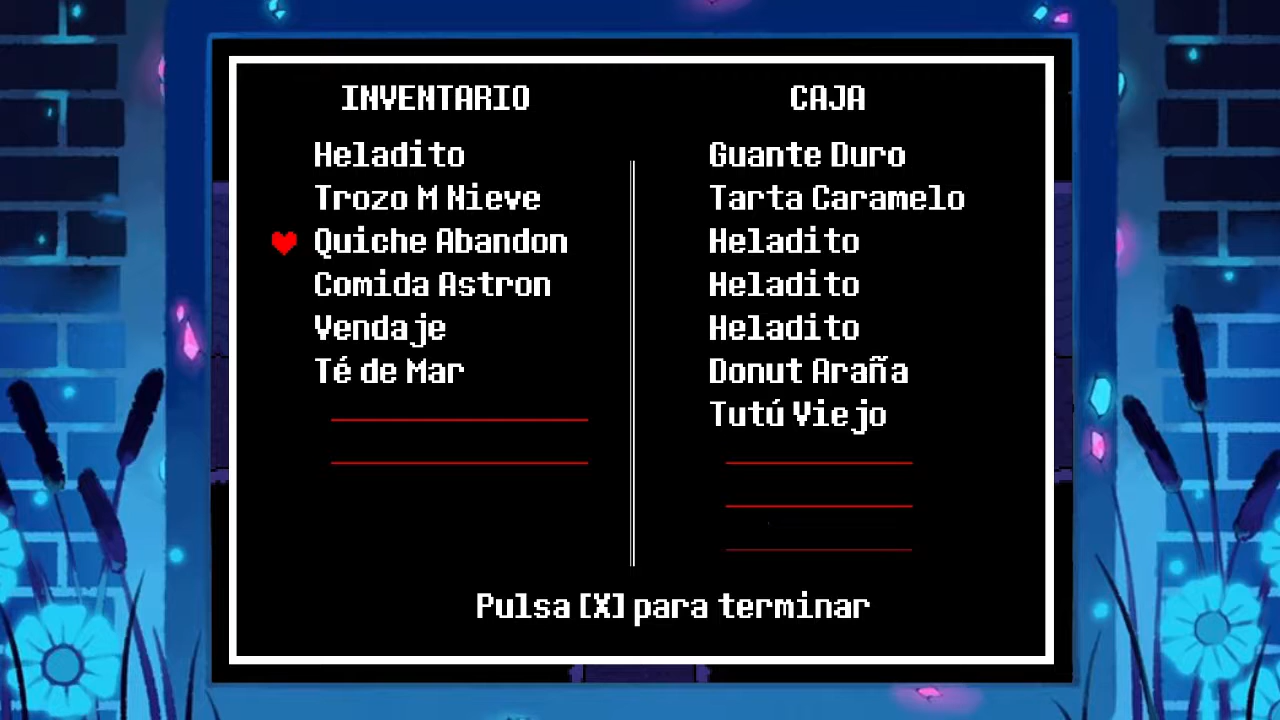 INVENTARIO
Heladito
Trozo M Nieve
Quiche Abandon
Comida Astron
Vendaje
Té de Mar
CAJA
Guante Duro
Tarta Caramelo
Heladito
Heladito
Heladito
Donut Araña
Tutú Viejo
Pulsa [X] para terminar